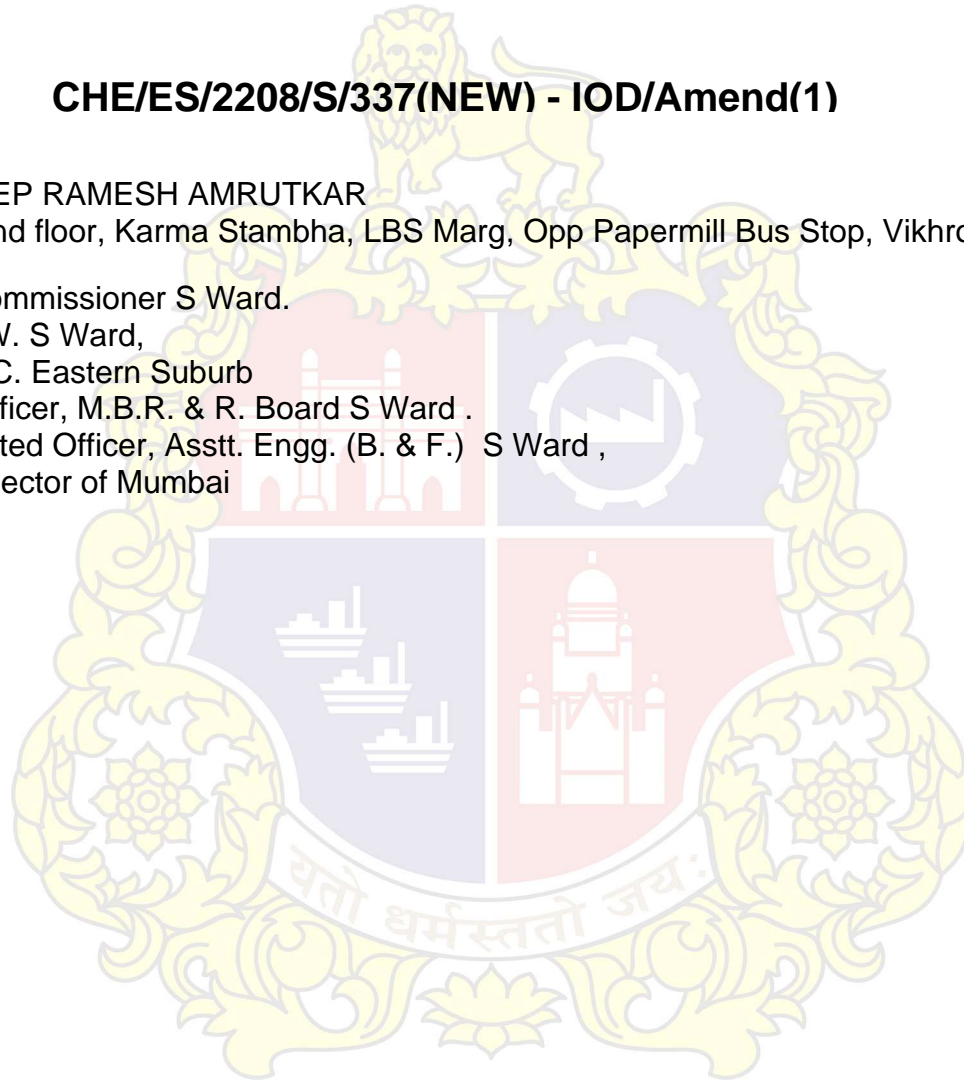 CHE/ES/2208/S/337(NEW) - IOD/Amend(1)
EP RAMESH AMRUTKAR
nd floor, Karma Stambha, LBS Marg, Opp Papermill Bus Stop, Vikhro
ommissioner S Ward.
W. S Ward,
C. Eastern Suburb
ficer, M.B.R. & R. Board S Ward .
ted Officer, Asstt. Engg. (B. & F.) S Ward ,
ector of Mumbai
यतो धर्मस्ततो जय: